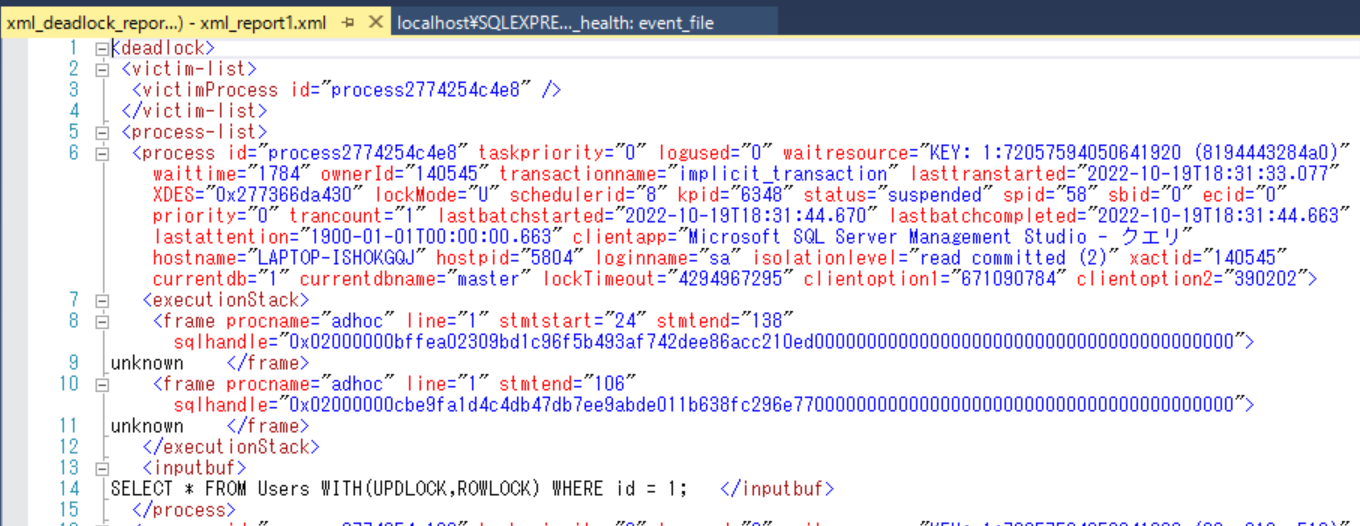 xml_deadlock_repor...) - xml_report1.xml localhost¥SQLEXPRE..._health: event_file
1 <deadlock>
2 <victim-list>
3 <victimProcess id="process2774254c4e8" />
4 </victim-list>
5 <process-list>
6 <process id="process2774254c4e8" taskpriority="0" logused="0" waitresource="KEY: 1:72057594050641920 (8194443284a0)"
waittime="1784" ownerId="140545" transactionname="implicit_transaction" lasttranstarted="2022-10-19T18:31:33.077"
XDES="0x277366da430" lockMode="U" schedulerid="8" kpid="6348" status="suspended" spid="58" sbid="0" ecid="0"
priority="0" trancount="1" lastbatchstarted="2022-10-19T18:31:44.670" lastbatchcompleted="2022-10-19T18:31:44.663"
lastattention="1900-01-01T00:00:00.663" clientapp="Microsoft SQL Server Management Studio - クエリ"
hostname="LAPTOP-ISHOKGQJ" hostpid="5804" loginname="sa" isolationlevel="read committed (2)" xactid="140545"
currentdb="1" currentdbname="master" lockTimeout="4294967295" clientoption1="671090784" clientoption2="390202">
7 <executionStack>
8 <frame procname="adhoc" line="1" stmtstart="24" stmtend="138"
sqlhandle="0x02000000bffea02309bd1c96f5b493af742dee86acc210ed0000000000000000000000000000000000000000">
9 unknown </frame>
10 <frame procname="adhoc" line="1" stmtend="106"
sqlhandle="0x02000000cbe9fa1d4c4db47db7ee9abde011b638fc296e770000000000000000000000000000000000000000">
11 unknown </frame>
12 </executionStack>
13 <inputbuf>
14 SELECT * FROM Users WITH(UPDLOCK,ROWLOCK) WHERE id = 1; </inputbuf>
15 </process>